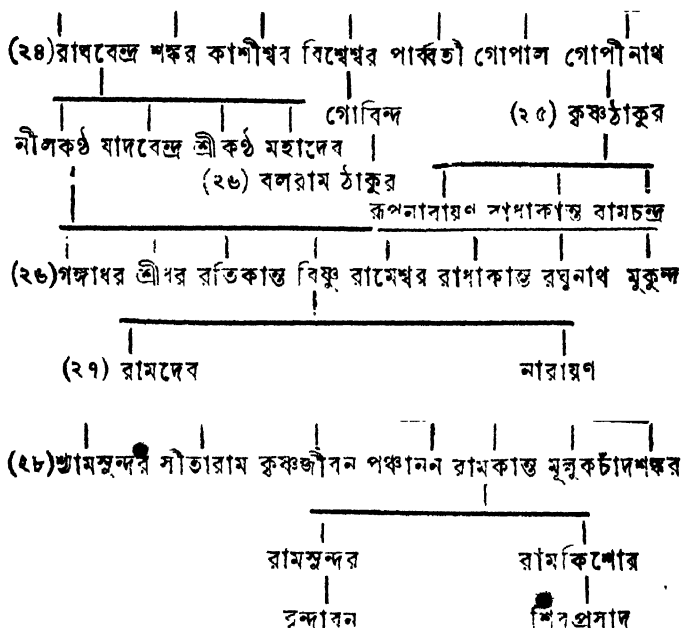 (২৪)রাঘবেন্দ্র শঙ্কর কাশীশ্বর বিশ্বেশ্বর পার্ব্বতী গোপাল গোপীনাথ
গোবিন্দ (২৫) কৃষ্ণঠাকুর
নীলকণ্ঠ যাদবেন্দ্র শ্রীকণ্ঠ মহাদেব
(২৬) বলরাম ঠাকুর
রূপনারায়ণ রাধাকান্ত রামচন্দ্র
(২৬)গঙ্গাধর শ্রীধর রতিকান্ত বিষ্ণু রামেশ্বর রাধাকান্ত রঘুনাথ মুকুন্দ
(২৭) রামদেব নারায়ণ
(২৮)শ্যামসুন্দর সীতারাম কৃষ্ণজীবন পঞ্চানন রামকান্ত মূলুকচাঁদ শঙ্কর
রামসুন্দর রামকিশোর
বৃন্দাবন শিবপ্রসাদ